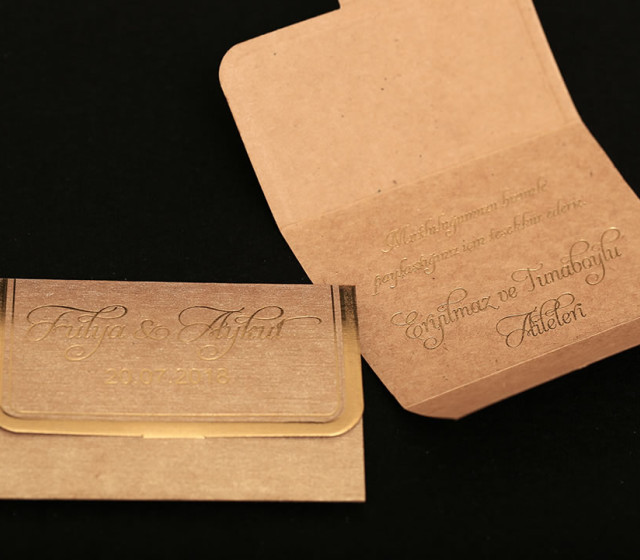 Fulya & Aykut
20.07.2018
Mutluluğumuzu bizimle
paylaştığınız için teşekkür ederiz.
Eryılmaz ve Tunaboylu
Aileleri